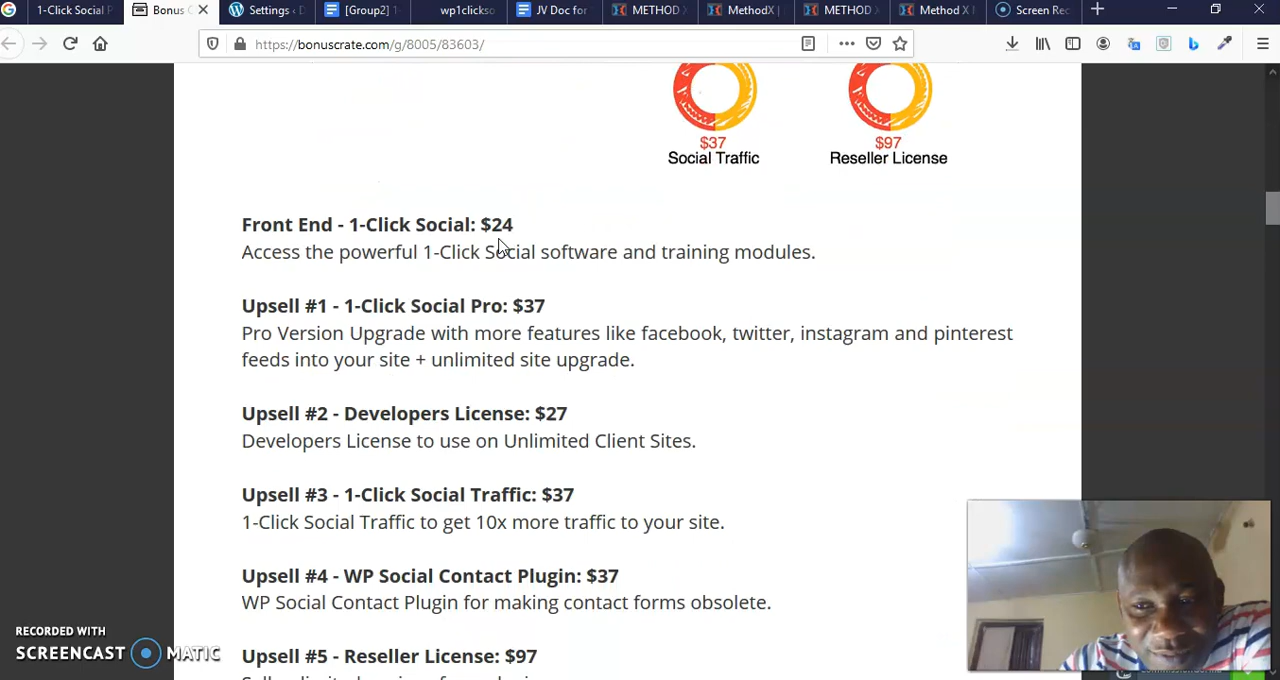 1-Click Social P
Bonus C
Settings ‹ D
[Group2] 1-
wp1clickso
JV Doc for
METHOD X
MethodX |
METHOD X
Method X
Screen Rec
https://bonuscrate.com/g/8005/83603/
$37
Social Traffic
$97
Reseller License
Front End - 1-Click Social: $24
Access the powerful 1-Click Social software and training modules.
Upsell #1 - 1-Click Social Pro: $37
Pro Version Upgrade with more features like facebook, twitter, instagram and pinterest
feeds into your site + unlimited site upgrade.
Upsell #2 - Developers License: $27
Developers License to use on Unlimited Client Sites.
Upsell #3 - 1-Click Social Traffic: $37
1-Click Social Traffic to get 10x more traffic to your site.
Upsell #4 - WP Social Contact Plugin: $37
WP Social Contact Plugin for making contact forms obsolete.
Upsell #5 - Reseller License: $97
RECORDED WITH
SCREENCAST MATIC